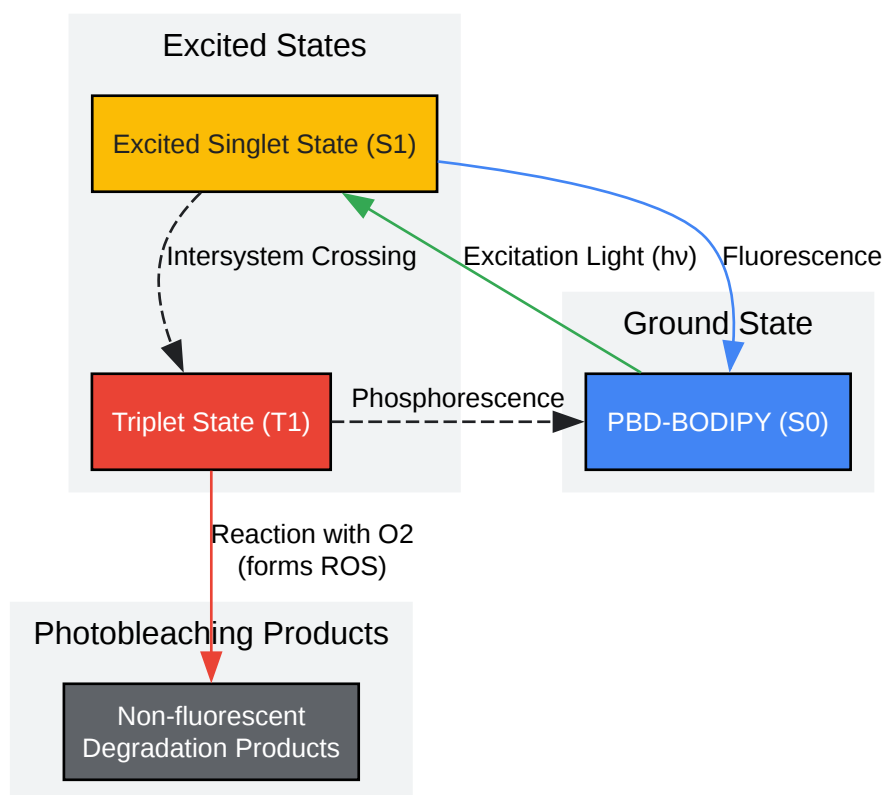 Excited States
Excited Singlet State (S1)
Intersystem Crossing
Excitation Light (hν)
Fluorescence
Ground State
Triplet State (T1)
Phosphorescence
PBD-BODIPY (S0)
Reaction with O2
(forms ROS)
Photobleaching Products
Non-fluorescent
Degradation Products